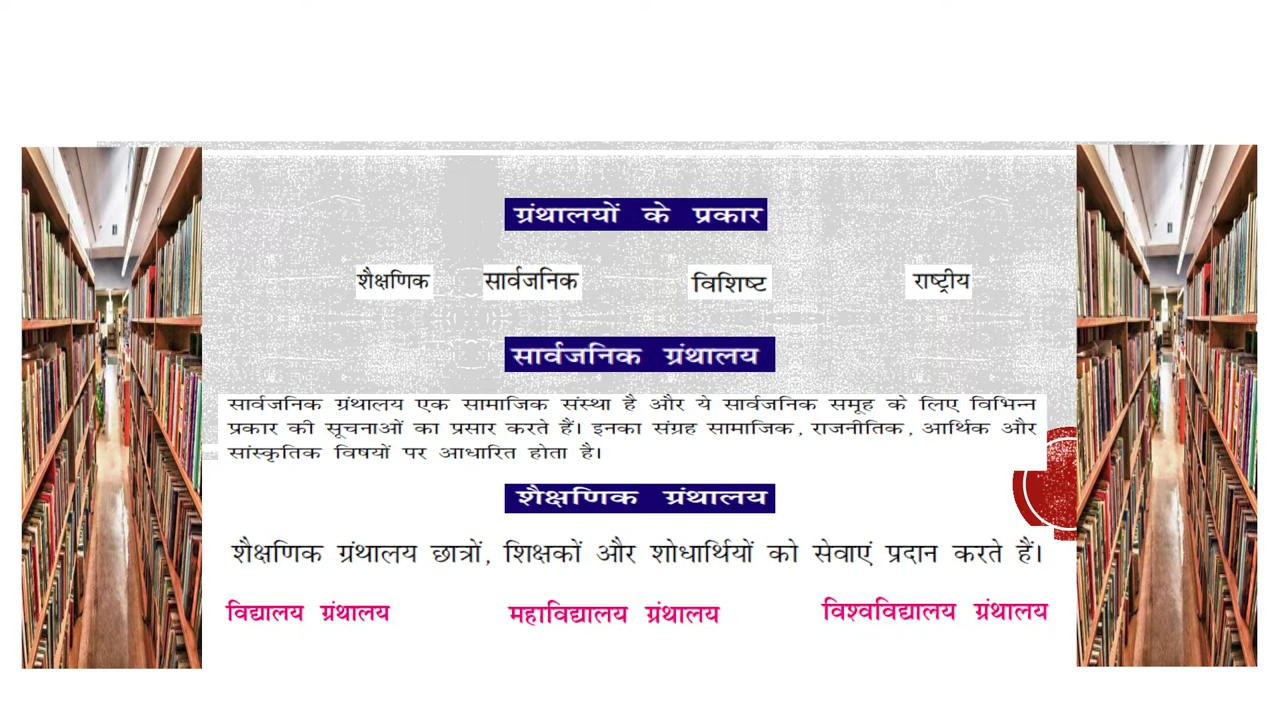 ग्रंथालयों के प्रकार
शैक्षणिक सार्वजनिक विशिष्ट राष्ट्रीय
सार्वजनिक ग्रंथालय
सार्वजनिक ग्रंथालय एक सामाजिक संस्था है और ये सार्वजनिक समूह के लिए विभिन्न
प्रकार की सूचनाओं का प्रसार करते हैं। इनका संग्रह सामाजिक, राजनीतिक, आर्थिक और
सांस्कृतिक विषयों पर आधारित होता है।
शैक्षणिक ग्रंथालय
शैक्षणिक ग्रंथालय छात्रों, शिक्षकों और शोधार्थियों को सेवाएं प्रदान करते हैं।
विद्यालय ग्रंथालय महाविद्यालय ग्रंथालय विश्वविद्यालय ग्रंथालय